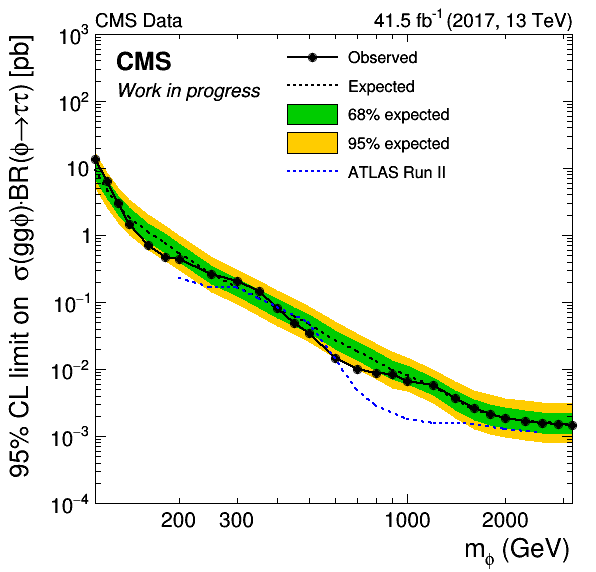 CMS Data 41.5 fb⁻¹ (2017, 13 TeV)
CMS
Work in progress
Observed
Expected
68% expected
95% expected
ATLAS Run II
95% CL limit on σ(ggϕ)·BR(ϕ→ττ) [pb]
10³
10²
10
1
10⁻¹
10⁻²
10⁻³
10⁻⁴
200 300 1000 2000
m_ϕ (GeV)